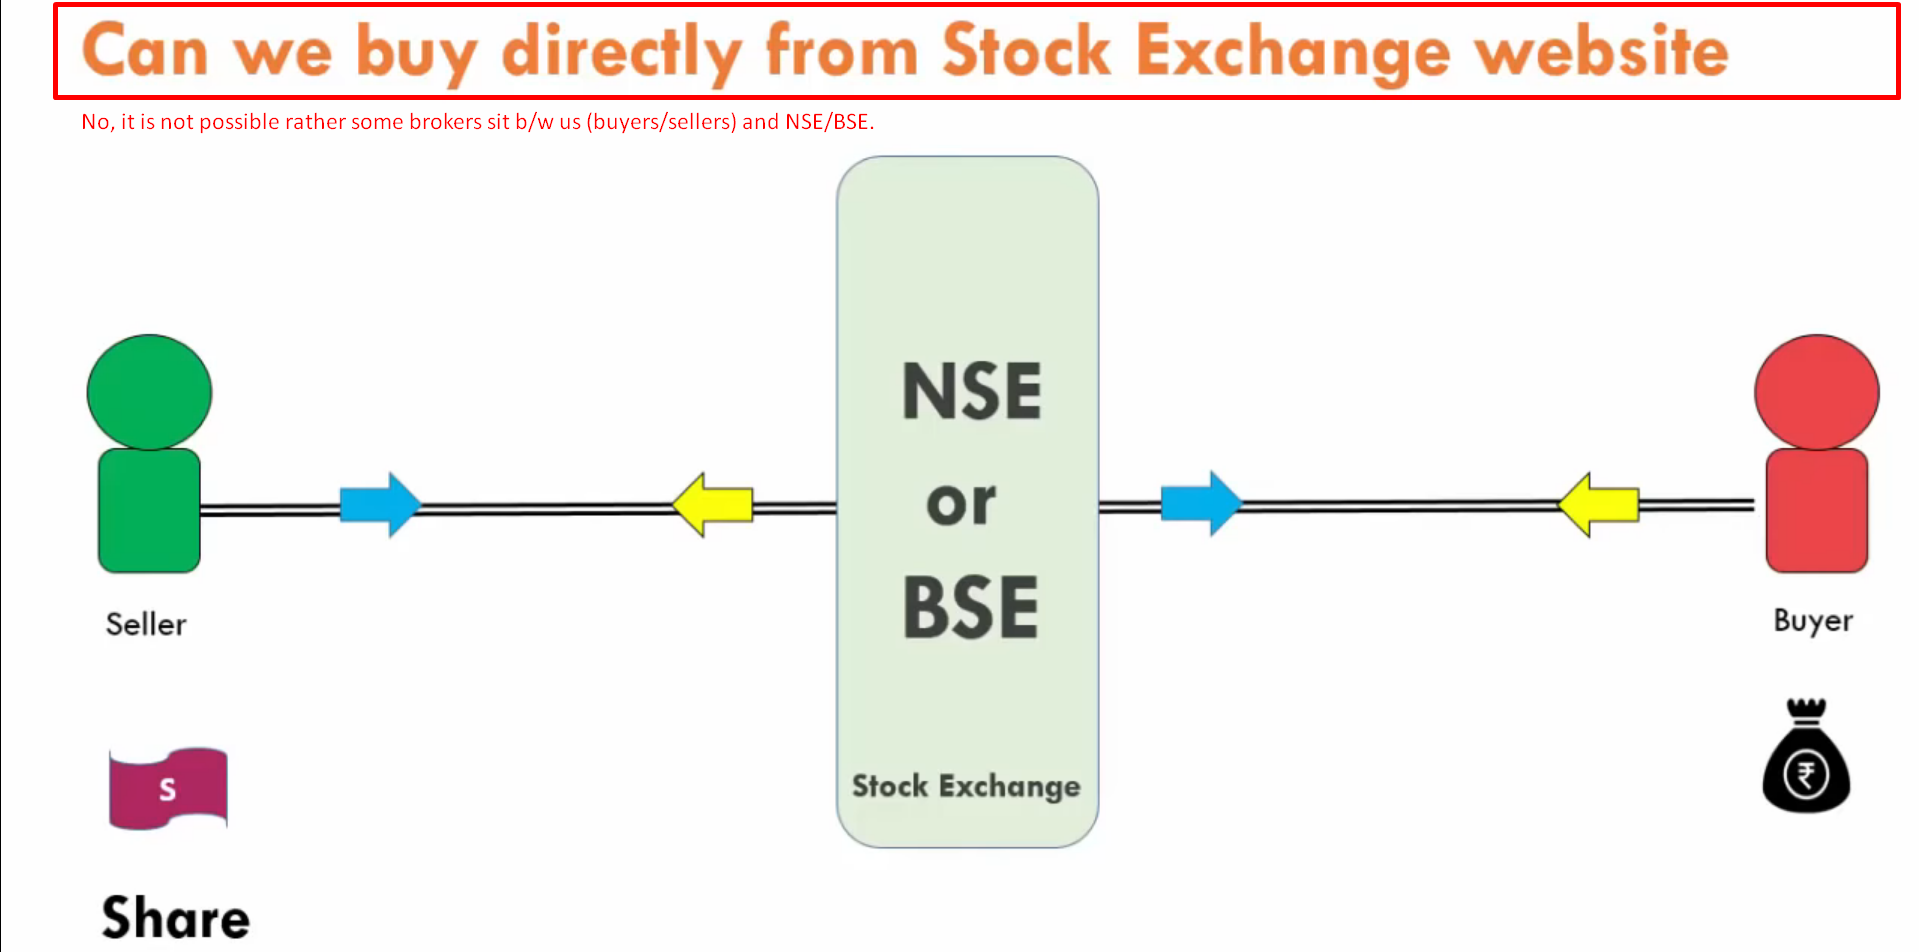 Can we buy directly from Stock Exchange website
No, it is not possible rather some brokers sit b/w us (buyers/sellers) and NSE/BSE.
NSE
or
BSE
Seller
Buyer
S
₹
Stock Exchange
Share